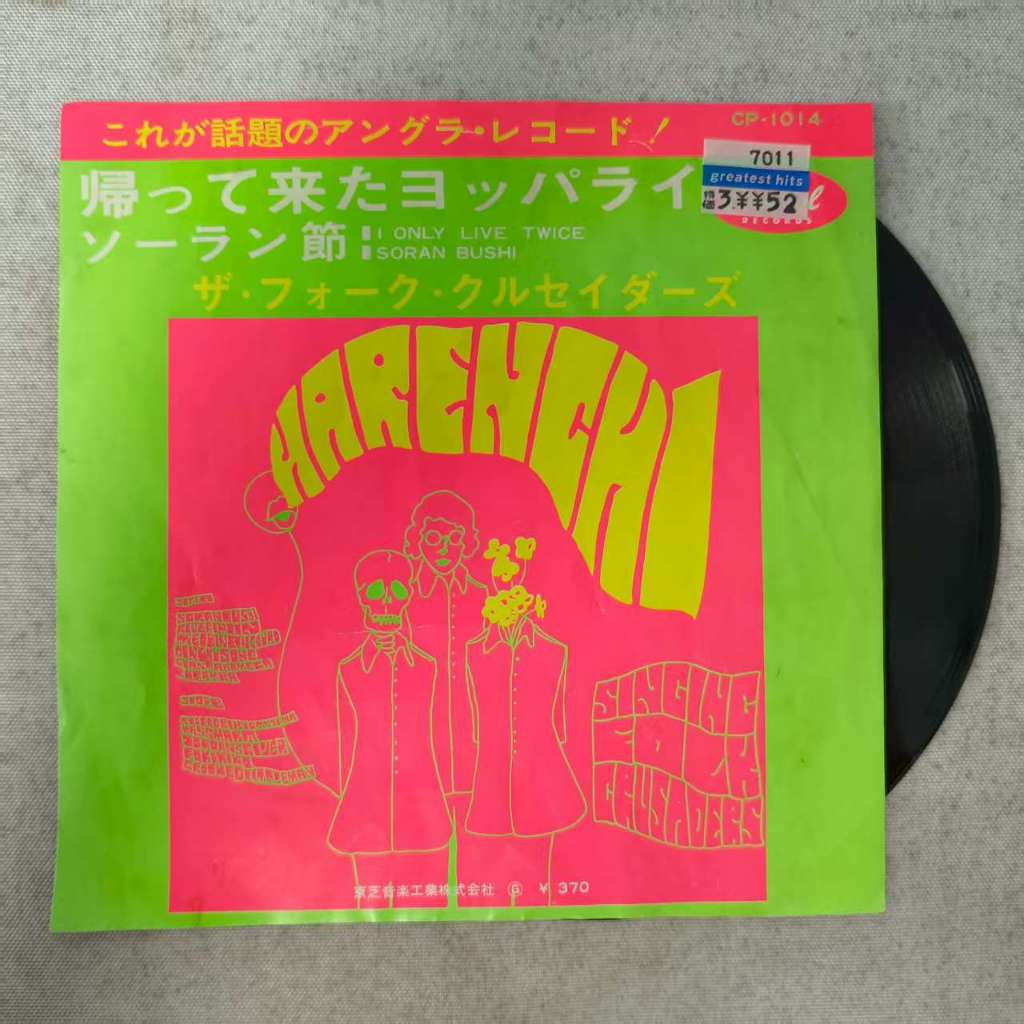 これが話題のアングラ・レコード!
CP-1014
7011
greatest hits
特価 3.¥¥52
RECORDS
帰って来たヨッパライ
ソーラン節
I ONLY LIVE TWICE
SORAN BUSHI
ザ・フォーク・クルセイダーズ
HARENCHI
SINGING
FOLK
CRUSADERS
東芝音楽工業株式会社 Ⓖ ¥ 370